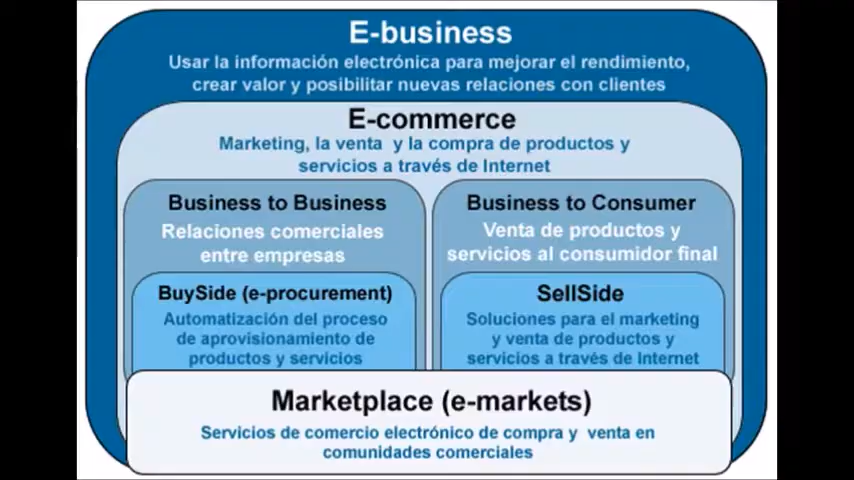 E-business
Usar la información electrónica para mejorar el rendimiento,
crear valor y posibilitar nuevas relaciones con clientes
E-commerce
Marketing, la venta y la compra de productos y
servicios a través de Internet
Business to Business
Relaciones comerciales
entre empresas
Business to Consumer
Venta de productos y
servicios al consumidor final
BuySide (e-procurement)
Automatización del proceso
de aprovisionamiento de
productos y servicios
SellSide
Soluciones para el marketing
y venta de productos y
servicios a través de Internet
Marketplace (e-markets)
Servicios de comercio electrónico de compra y venta en
comunidades comerciales